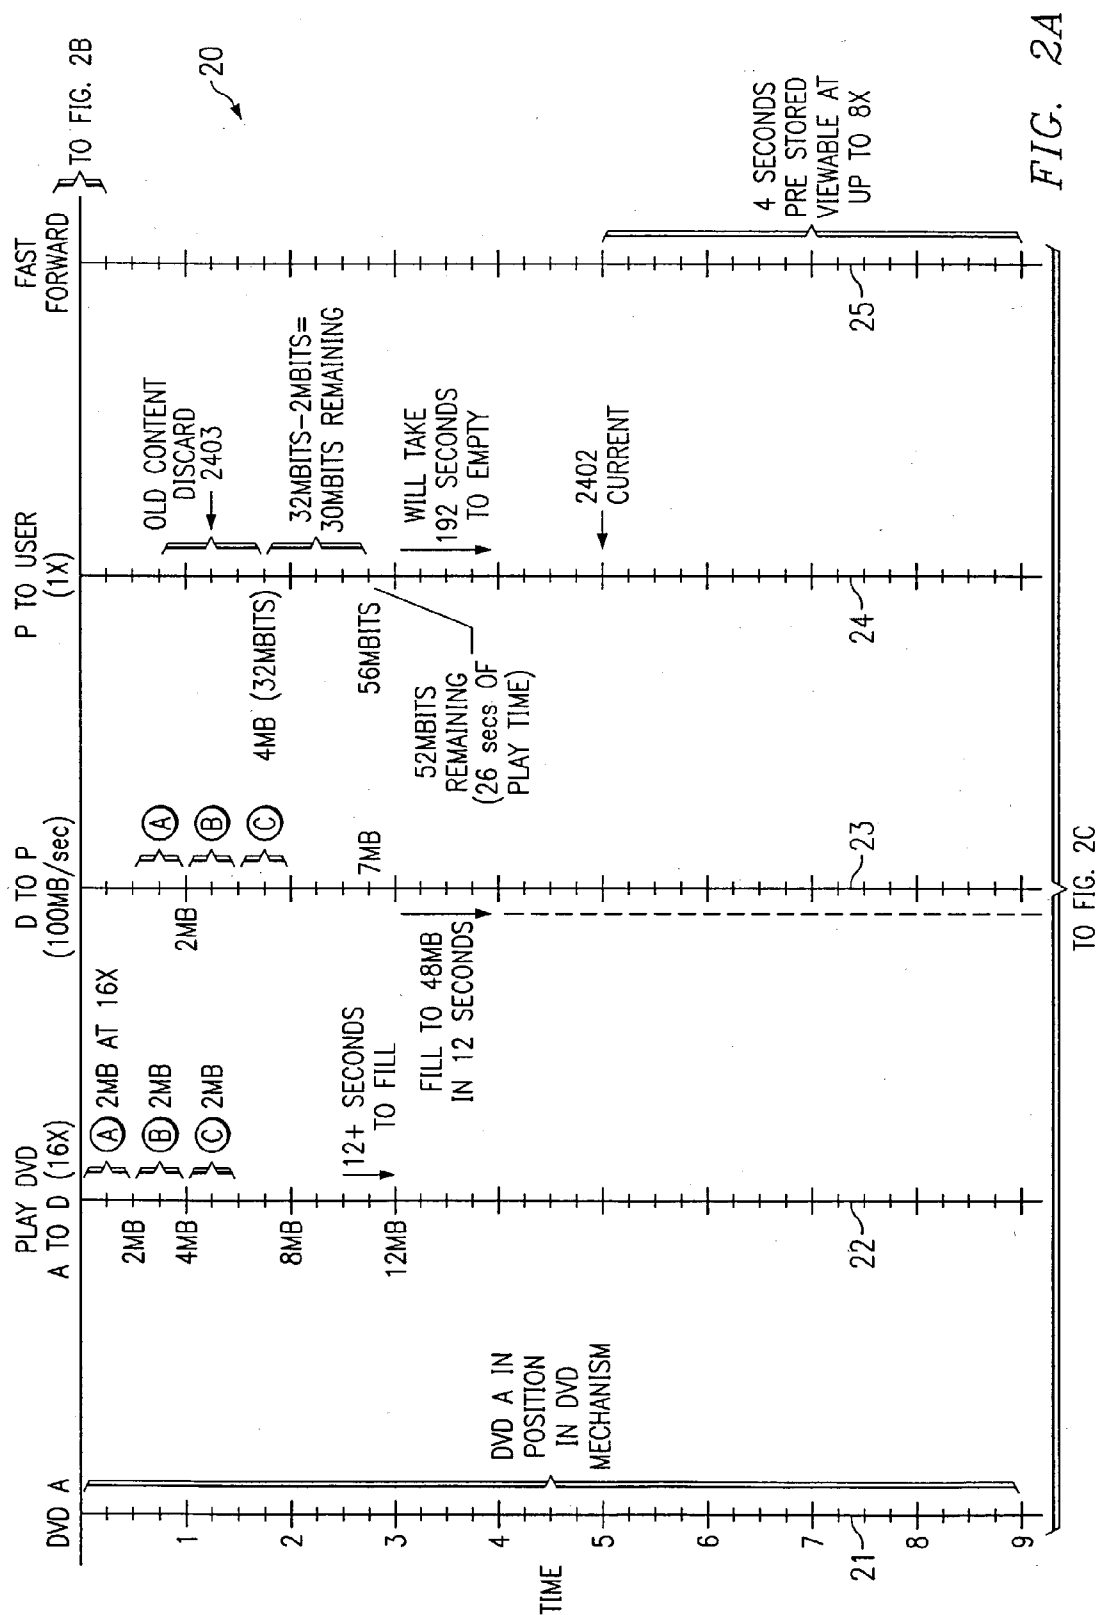 TO FIG. 2B
20
DVD A
PLAY DVD
A TO D (16X)
D TO P
(100MB/sec)
P TO USER
(1X)
FAST
FORWARD
TIME
1
2
3
4
5
6
7
8
9
DVD A IN
POSITION
IN DVD
MECHANISM
21
2MB
4MB
8MB
12MB
A 2MB AT 16X
B 2MB
C 2MB
12+ SECONDS
TO FILL
FILL TO 48MB
IN 12 SECONDS
22
2MB
A
B
C
7MB
23
4MB (32MBITS)
56MBITS
52MBITS
REMAINING
(26 secs OF
PLAY TIME)
OLD CONTENT
DISCARD
2403
32MBITS-2MBITS=
30MBITS REMAINING
WILL TAKE
192 SECONDS
TO EMPTY
2402
CURRENT
24
4 SECONDS
PRE STORED
VIEWABLE AT
UP TO 8X
25
TO FIG. 2C
FIG. 2A